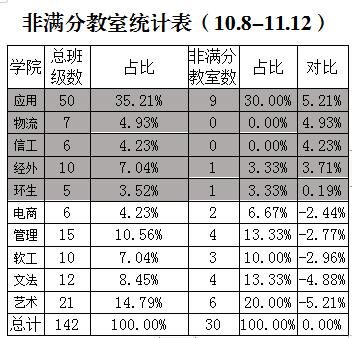 非满分教室统计表（10.8-11.12）
学院 总班级数 占比 非满分教室数 占比 对比
应用 50 35.21% 9 30.00% 5.21%
物流 7 4.93% 0 0.00% 4.93%
信工 6 4.23% 0 0.00% 4.23%
经外 10 7.04% 1 3.33% 3.71%
环生 5 3.52% 1 3.33% 0.19%
电商 6 4.23% 2 6.67% -2.44%
管理 15 10.56% 4 13.33% -2.77%
软工 10 7.04% 3 10.00% -2.96%
文法 12 8.45% 4 13.33% -4.88%
艺术 21 14.79% 6 20.00% -5.21%
总计 142 100.00% 30 100.00% 0.00%